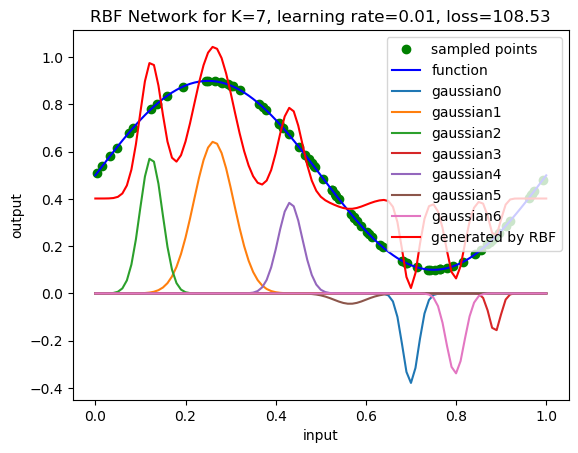 RBF Network for K=7, learning rate=0.01, loss=108.53
sampled points
function
gaussian0
gaussian1
gaussian2
gaussian3
gaussian4
gaussian5
gaussian6
generated by RBF
output
1.0
0.8
0.6
0.4
0.2
0.0
−0.2
−0.4
0.0 0.2 0.4 0.6 0.8 1.0
input